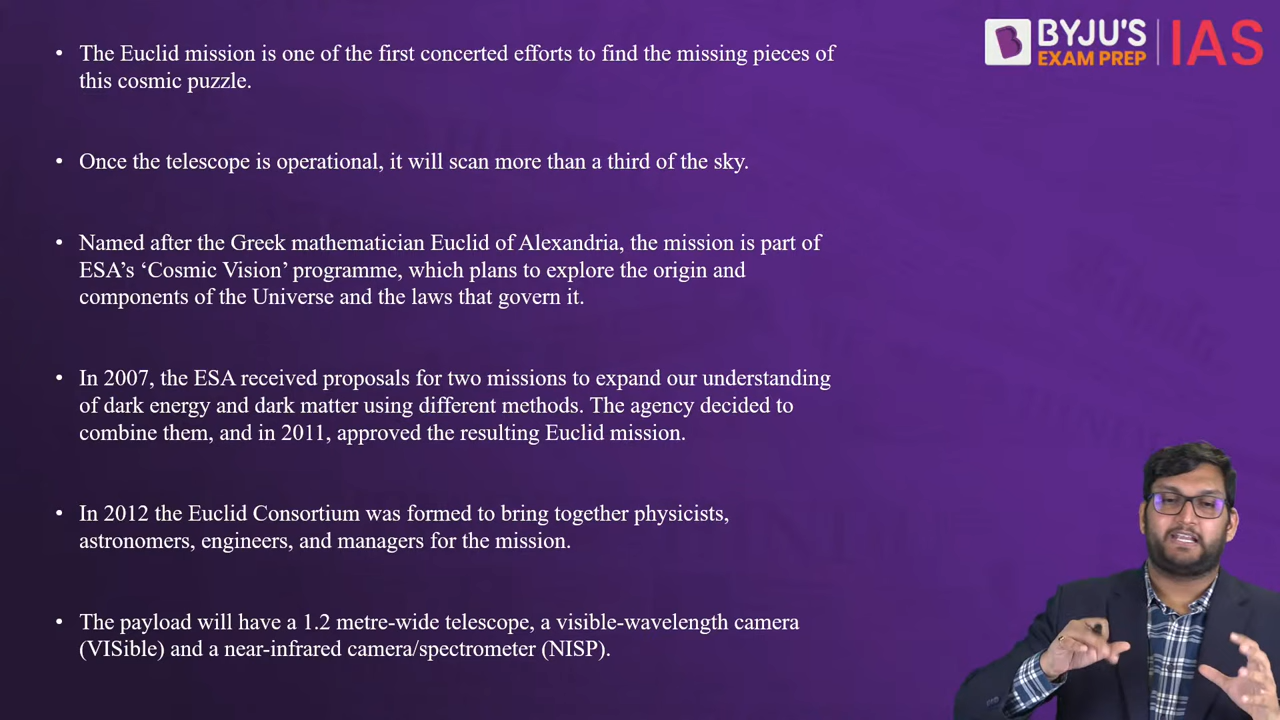 • The Euclid mission is one of the first concerted efforts to find the missing pieces of
this cosmic puzzle.
• Once the telescope is operational, it will scan more than a third of the sky.
• Named after the Greek mathematician Euclid of Alexandria, the mission is part of
ESA's ‘Cosmic Vision’ programme, which plans to explore the origin and
components of the Universe and the laws that govern it.
• In 2007, the ESA received proposals for two missions to expand our understanding
of dark energy and dark matter using different methods. The agency decided to
combine them, and in 2011, approved the resulting Euclid mission.
• In 2012 the Euclid Consortium was formed to bring together physicists,
astronomers, engineers, and managers for the mission.
• The payload will have a 1.2 metre-wide telescope, a visible-wavelength camera
(VISible) and a near-infrared camera/spectrometer (NISP).
BYJU'S
EXAM PREP
IAS